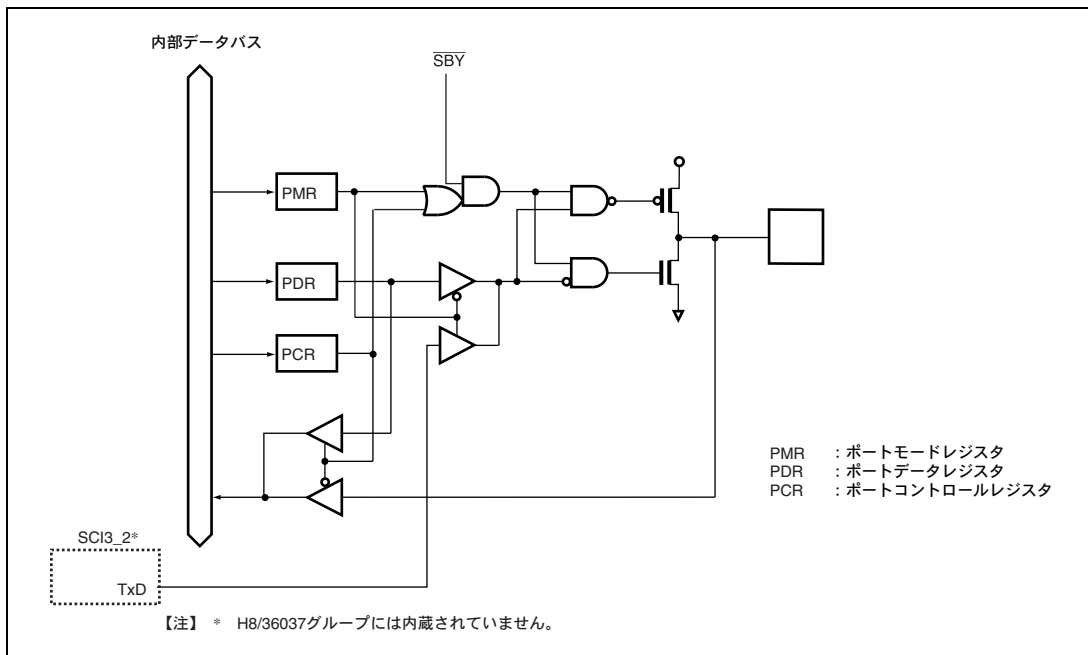 内部データバス
SBY
PMR
PDR
PCR
PMR : ポートモードレジスタ
PDR : ポートデータレジスタ
PCR : ポートコントロールレジスタ
SCI3_2*
TxD
【注】 * H8/36037グループには内蔵されていません。